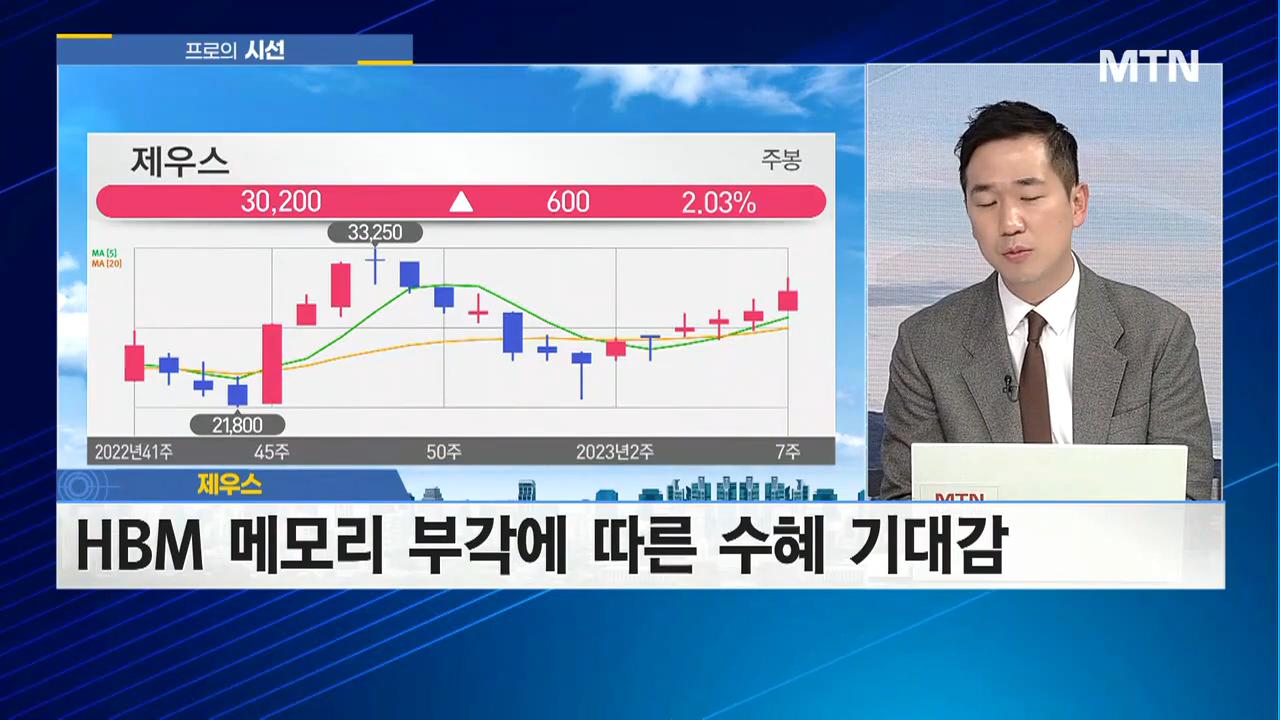 프로의 시선
MTN
제우스
주봉
30,200 ▲ 600 2.03%
33,250
MA [5]
MA [20]
21,800
2022년41주 45주 50주 2023년2주 7주
제우스
MTN
HBM 메모리 부각에 따른 수혜 기대감